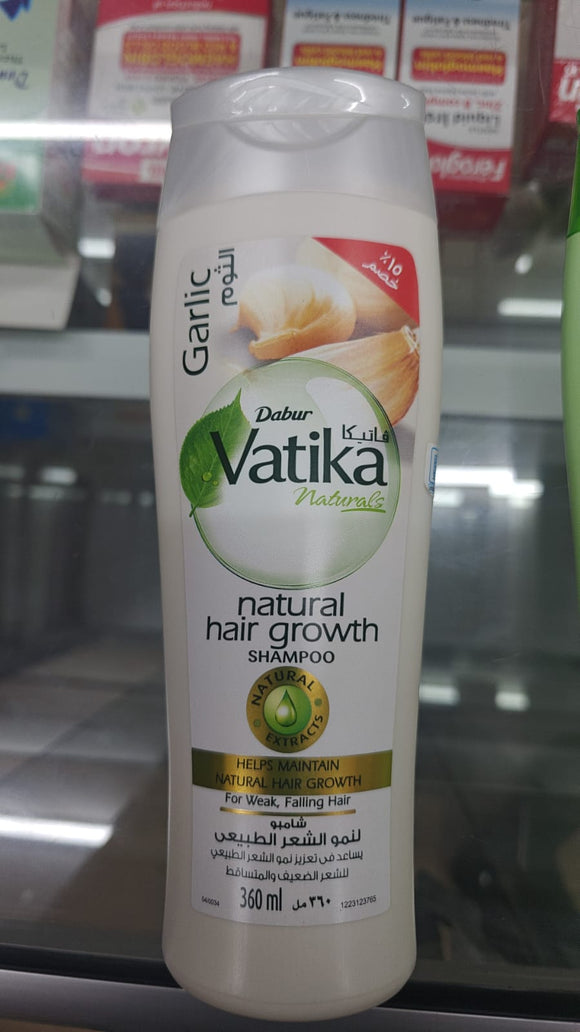 Garlic
الثوم
١٥٪
خصم
Dabur
Vatika
ڤاتيكا
Naturals
natural
hair growth
SHAMPOO
NATURAL
EXTRACTS
HELPS MAINTAIN
NATURAL HAIR GROWTH
For Weak, Falling Hair
شامبو
لنمو الشعر الطبيعي
يساعد في تعزيز نمو الشعر الطبيعي
للشعر الضعيف والمتساقط
360 ml ٣٦٠ مل
1223123765